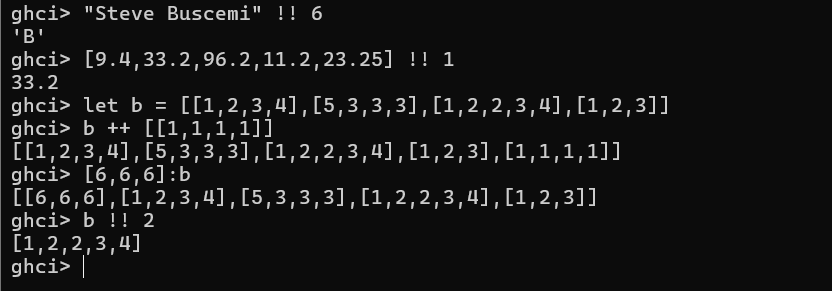 ghci> "Steve Buscemi" !! 6
'B'
ghci> [9.4,33.2,96.2,11.2,23.25] !! 1
33.2
ghci> let b = [[1,2,3,4],[5,3,3,3],[1,2,2,3,4],[1,2,3]]
ghci> b ++ [[1,1,1,1]]
[[1,2,3,4],[5,3,3,3],[1,2,2,3,4],[1,2,3],[1,1,1,1]]
ghci> [6,6,6]:b
[[6,6,6],[1,2,3,4],[5,3,3,3],[1,2,2,3,4],[1,2,3]]
ghci> b !! 2
[1,2,2,3,4]
ghci>